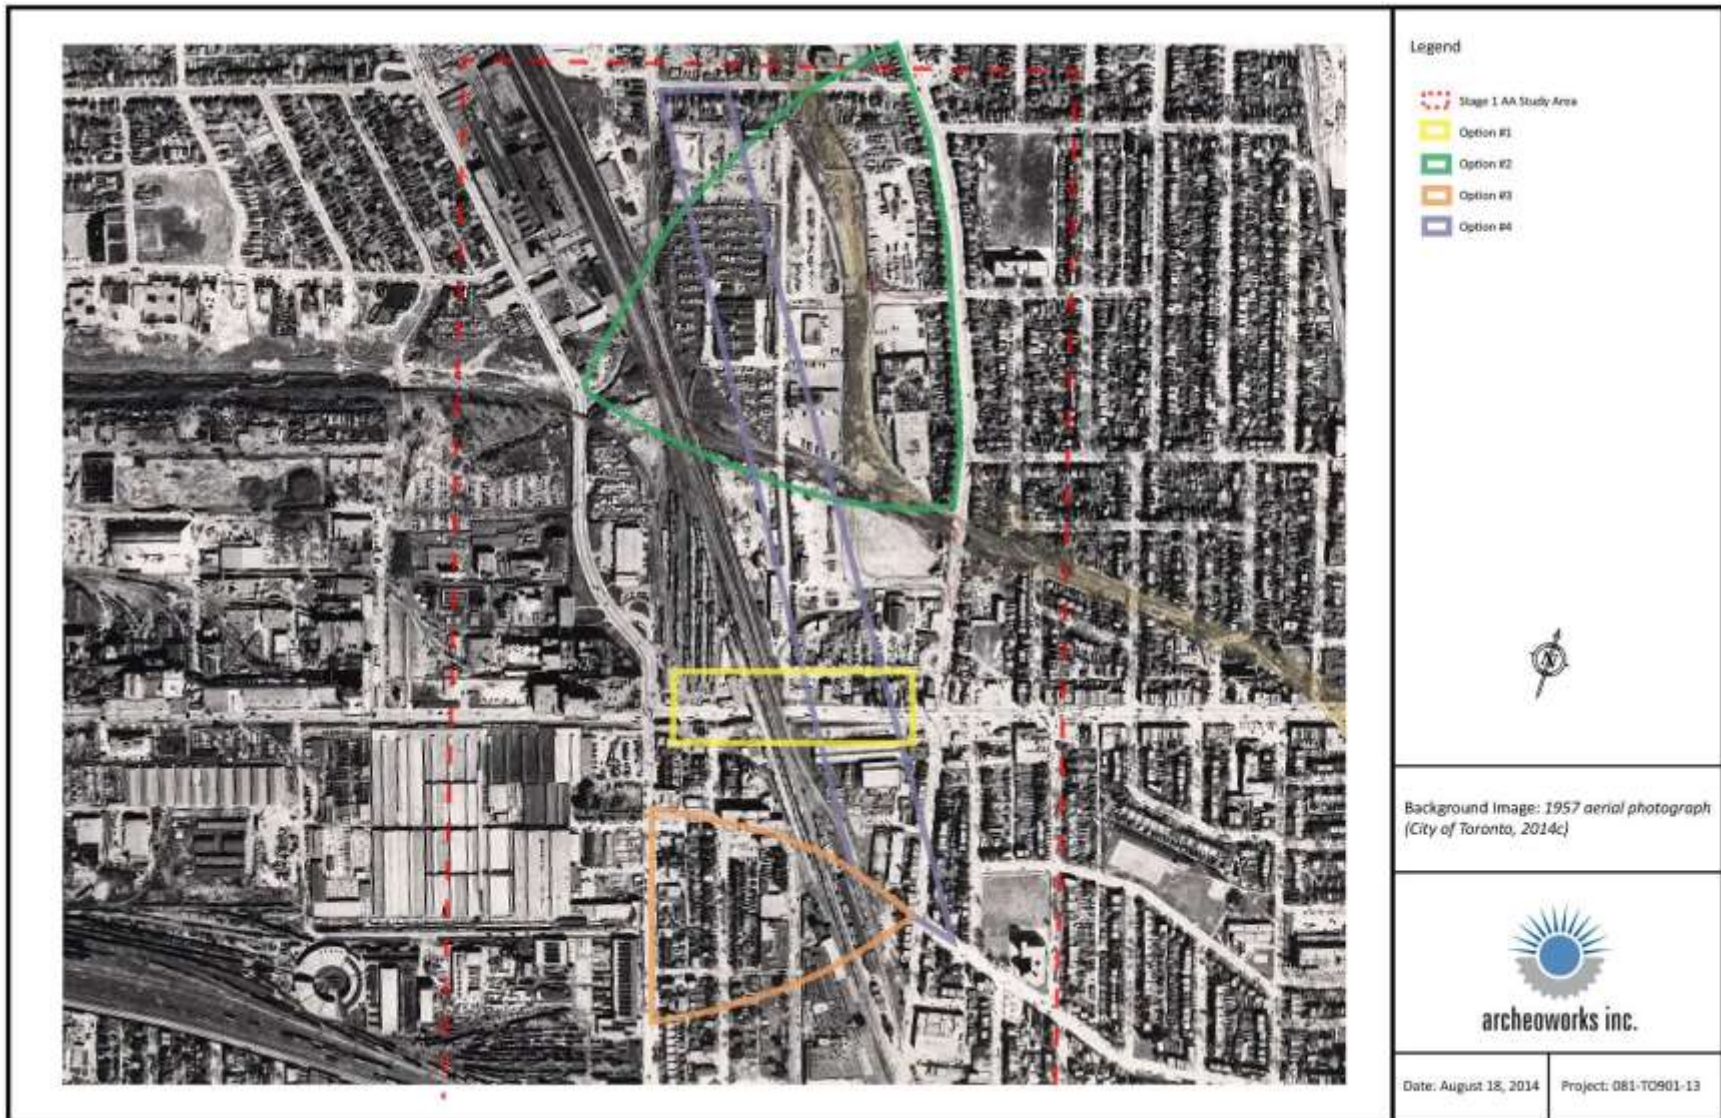 Legend
Stage 1 AA Study Area
Option #1
Option #2
Option #3
Option #4
N
Background Image: 1957 aerial photograph
(City of Toronto, 2014c)
archeoworks inc.
Date: August 18, 2014
Project: 081-TO901-13